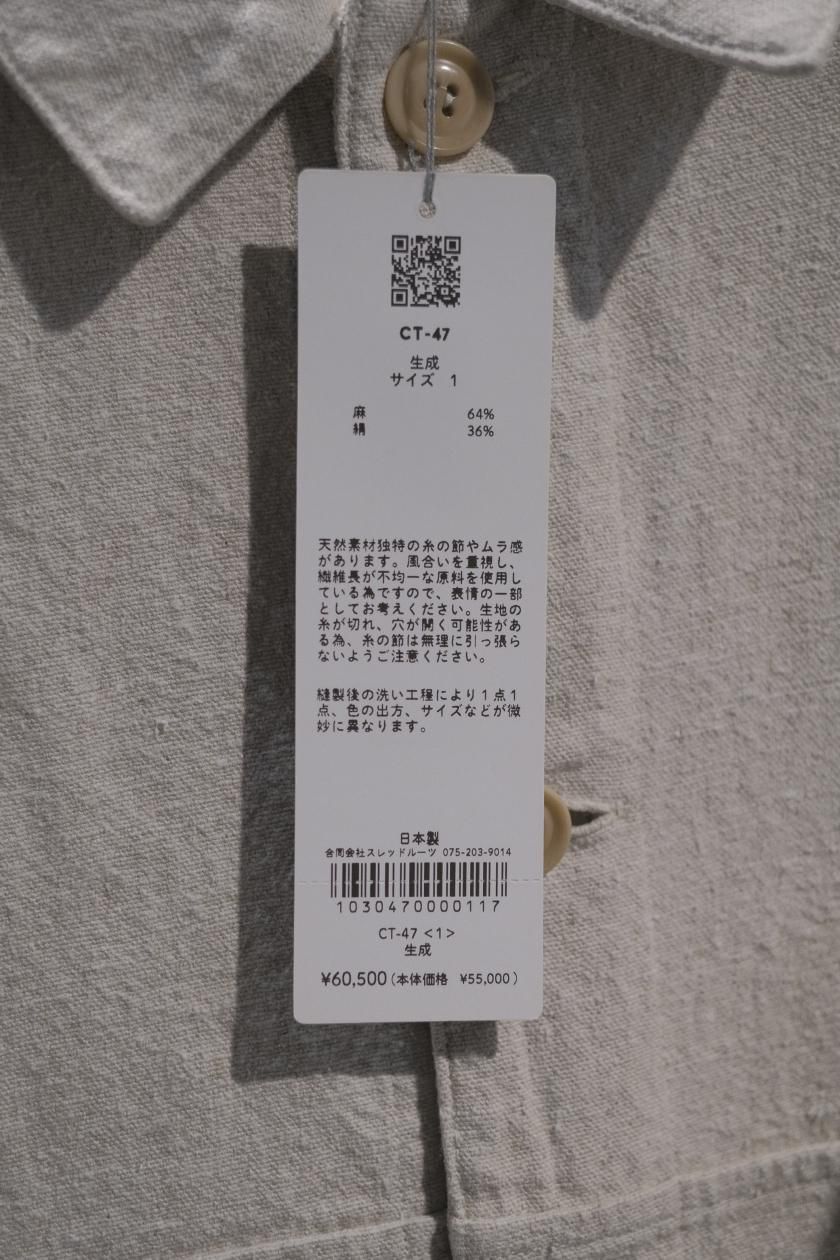 CT-47
生成
サイズ 1
麻 64%
絹 36%
天然素材独特の糸の節やムラ感
があります。風合いを重視し、
繊維長が不均一な原料を使用し
ている為ですので、表情の一部
としてお考えください。生地の
糸が切れ、穴が開く可能性があ
る為、糸の節は無理に引っ張ら
ないようご注意ください。
縫製後の洗い工程により1点1
点、色の出方、サイズなどが微
妙に異なります。
日本製
合同会社スレッドルーツ 075-203-9014
1030470000117
CT-47 <1>
生成
¥60,500(本体価格 ¥55,000)